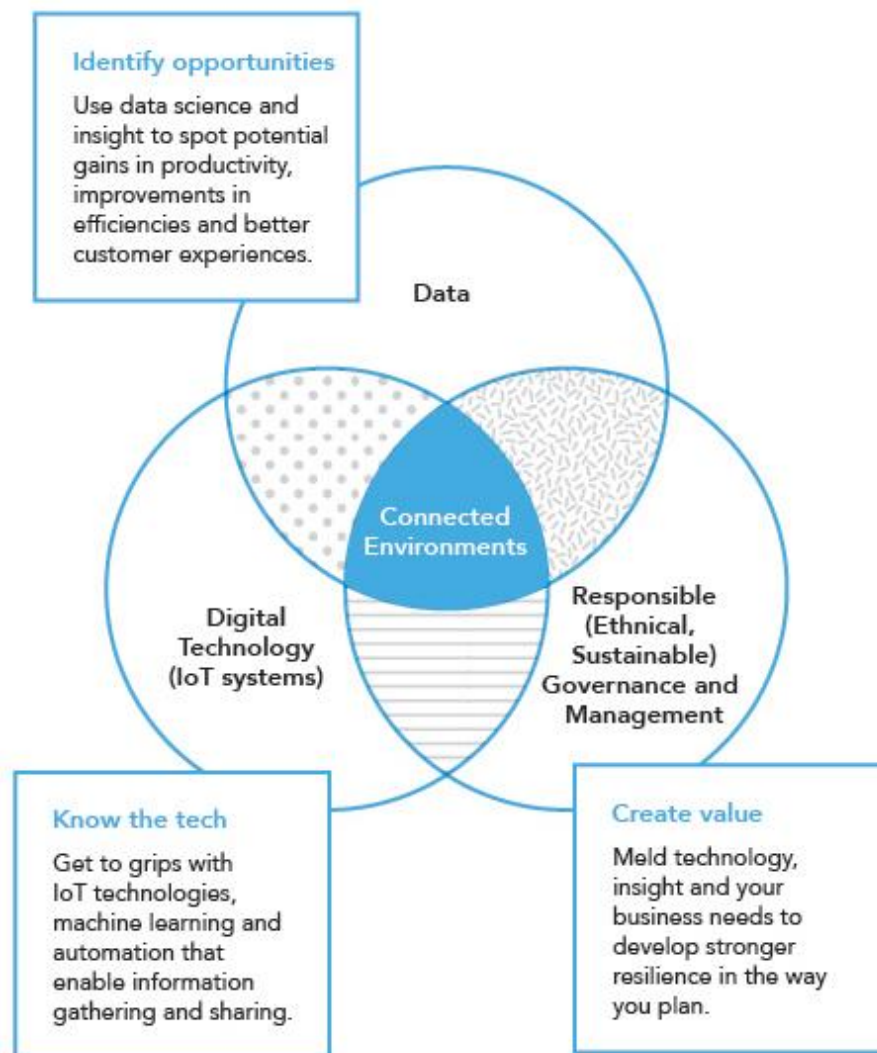 Identify opportunities
Use data science and
insight to spot potential
gains in productivity,
improvements in
efficiencies and better
customer experiences.
Data
Connected
Environments
Digital
Technology
(IoT systems)
Responsible
(Ethnical,
Sustainable)
Governance and
Management
Know the tech
Get to grips with
IoT technologies,
machine learning and
automation that
enable information
gathering and sharing.
Create value
Meld technology,
insight and your
business needs to
develop stronger
resilience in the way
you plan.